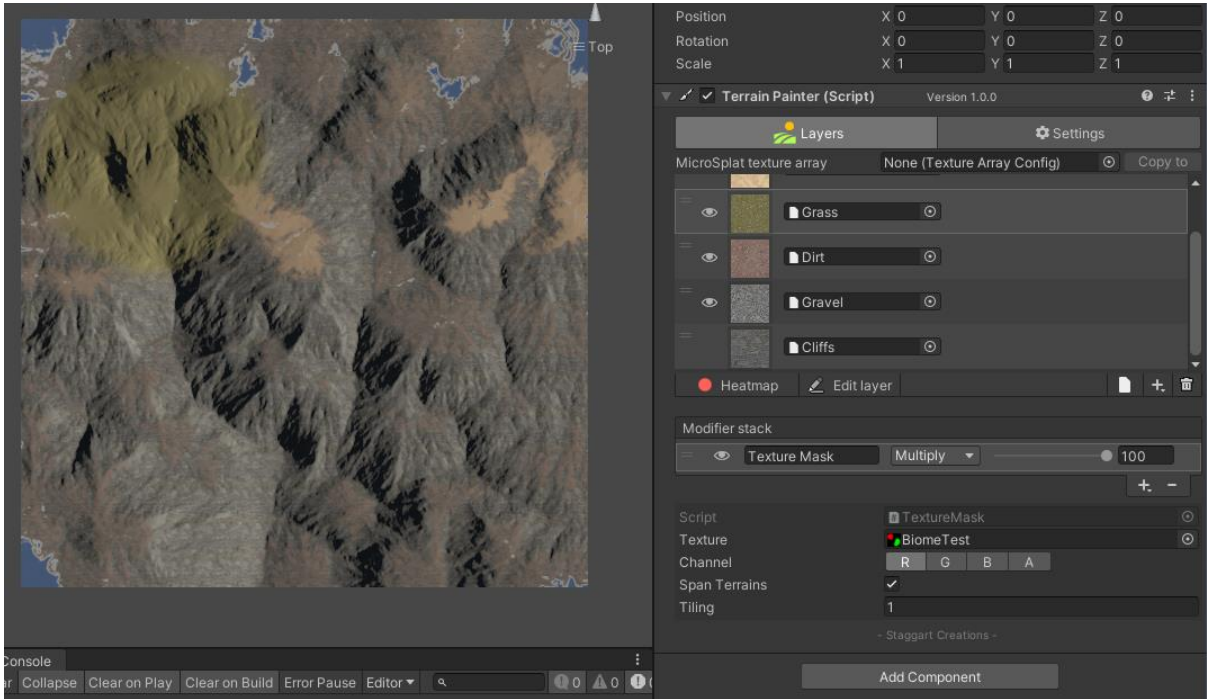 Top
Position X 0 Y 0 Z 0
Rotation X 0 Y 0 Z 0
Scale X 1 Y 1 Z 1
Terrain Painter (Script) Version 1.0.0
Layers Settings
MicroSplat texture array None (Texture Array Config) Copy to
Grass
Dirt
Gravel
Cliffs
Heatmap Edit layer
Modifier stack
Texture Mask Multiply 100
Script TextureMask
Texture BiomeTest
Channel R G B A
Span Terrains
Tiling 1
- Staggart Creations -
Add Component
Console
Collapse Clear on Play Clear on Build Error Pause Editor 0 0